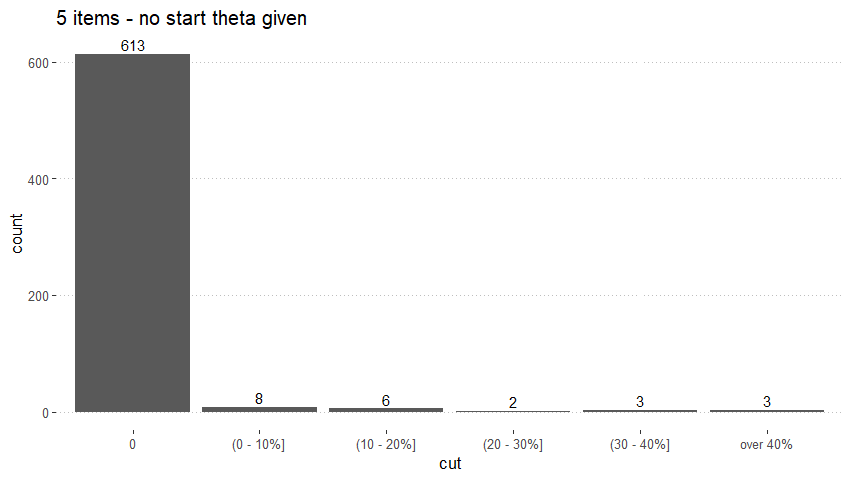 5 items - no start theta given
613
600
400
count
200
8
6
2
3
3
0
0
(0 - 10%]
(10 - 20%]
(20 - 30%]
(30 - 40%]
over 40%
cut